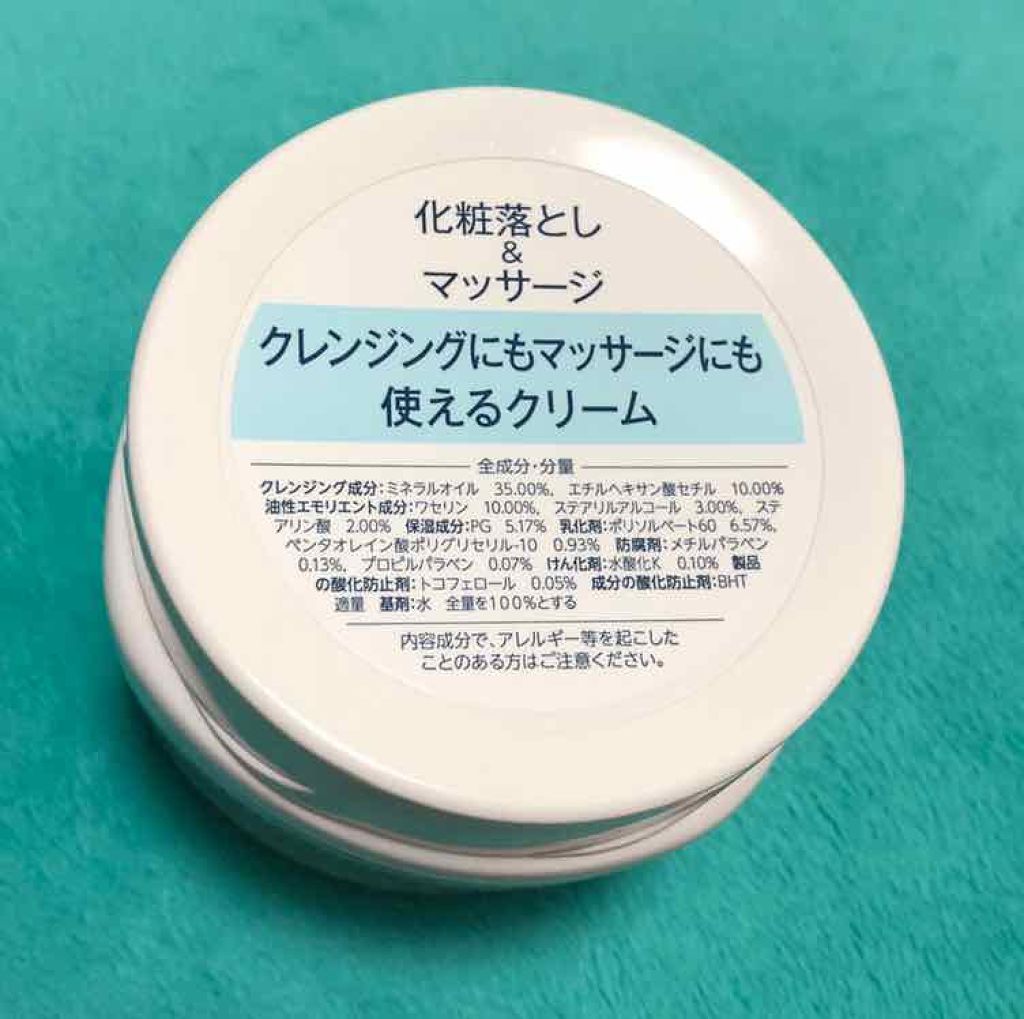 化粧落とし
&
マッサージ
クレンジングにもマッサージにも
使えるクリーム
全成分・分量
クレンジング成分:ミネラルオイル 35.00%、エチルヘキサン酸セチル 10.00%
油性エモリエント成分:ワセリン 10.00%、ステアリルアルコール 3.00%、ステ
アリン酸 2.00% 保湿成分:PG 5.17% 乳化剤:ポリソルベート60 6.57%、
ペンタオレイン酸ポリグリセリル-10 0.93% 防腐剤:メチルパラベン
0.13%、プロピルパラベン 0.07% けん化剤:水酸化K 0.10% 製品
の酸化防止剤:トコフェロール 0.05% 成分の酸化防止剤:BHT
適量 基剤:水 全量を100%とする
内容成分で、アレルギー等を起こした
ことのある方はご注意ください。